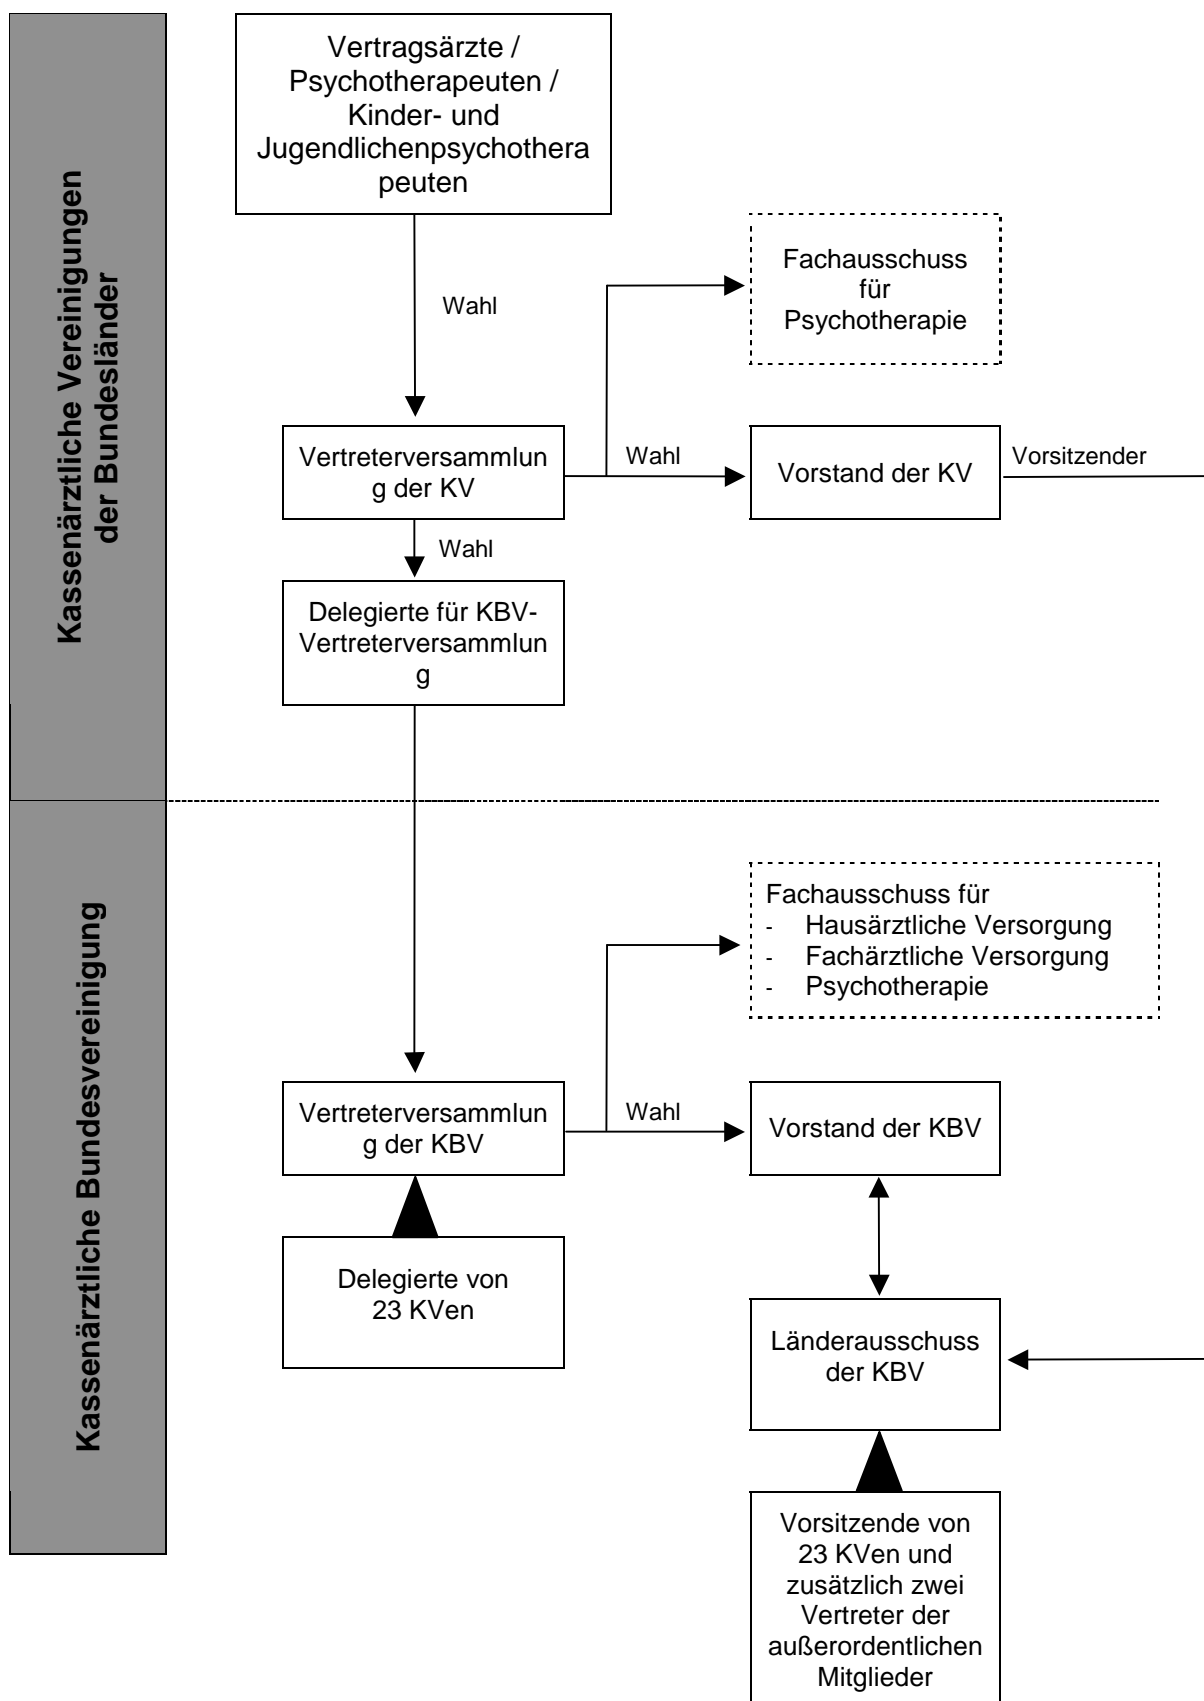 Kassenärztliche Vereinigungen
der Bundesländer
Vertragsärzte /
Psychotherapeuten /
Kinder- und
Jugendlichenpsychothera
peuten
Wahl
Fachausschuss
für
Psychotherapie
Vertreterversammlun
g der KV
Wahl
Vorstand der KV
Vorsitzender
Wahl
Delegierte für KBV-
Vertreterversammlun
g
Kassenärztliche Bundesvereinigung
Fachausschuss für
- Hausärztliche Versorgung
- Fachärztliche Versorgung
- Psychotherapie
Vertreterversammlun
g der KBV
Wahl
Vorstand der KBV
Delegierte von
23 KVen
Länderausschuss
der KBV
Vorsitzende von
23 KVen und
zusätzlich zwei
Vertreter der
außerordentlichen
Mitglieder